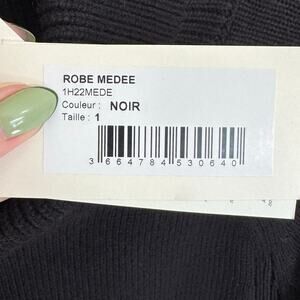 ROBE MEDEE
1H22MEDE
Couleur : NOIR
Taille : 1
3 664784 530640